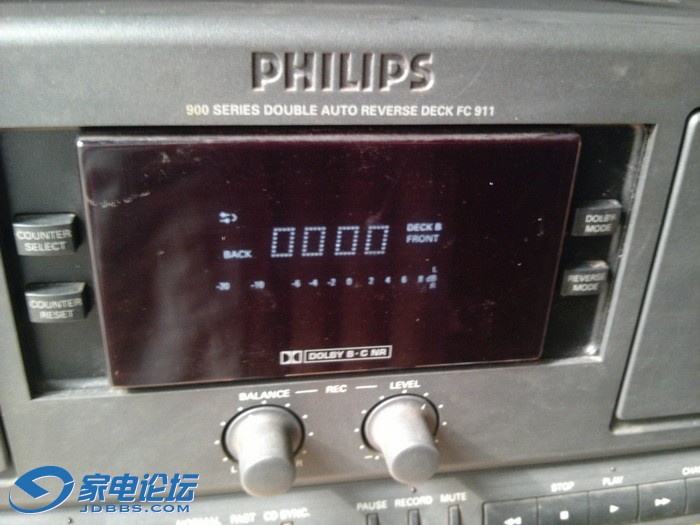 PHILIPS
900 SERIES DOUBLE AUTO REVERSE DECK FC 911
COUNTER SELECT
COUNTER RESET
DOLBY MODE
REVERSE MODE
0000
DECK B
FRONT
BACK
L
-20 -10 -6 -4 -2 0 2 4 6 8 dB
R
DOLBY B-C NR
BALANCE REC LEVEL
NORMAL FAST CD SYNC.
PAUSE RECORD MUTE
STOP PLAY
家电论坛
JDBBS.COM